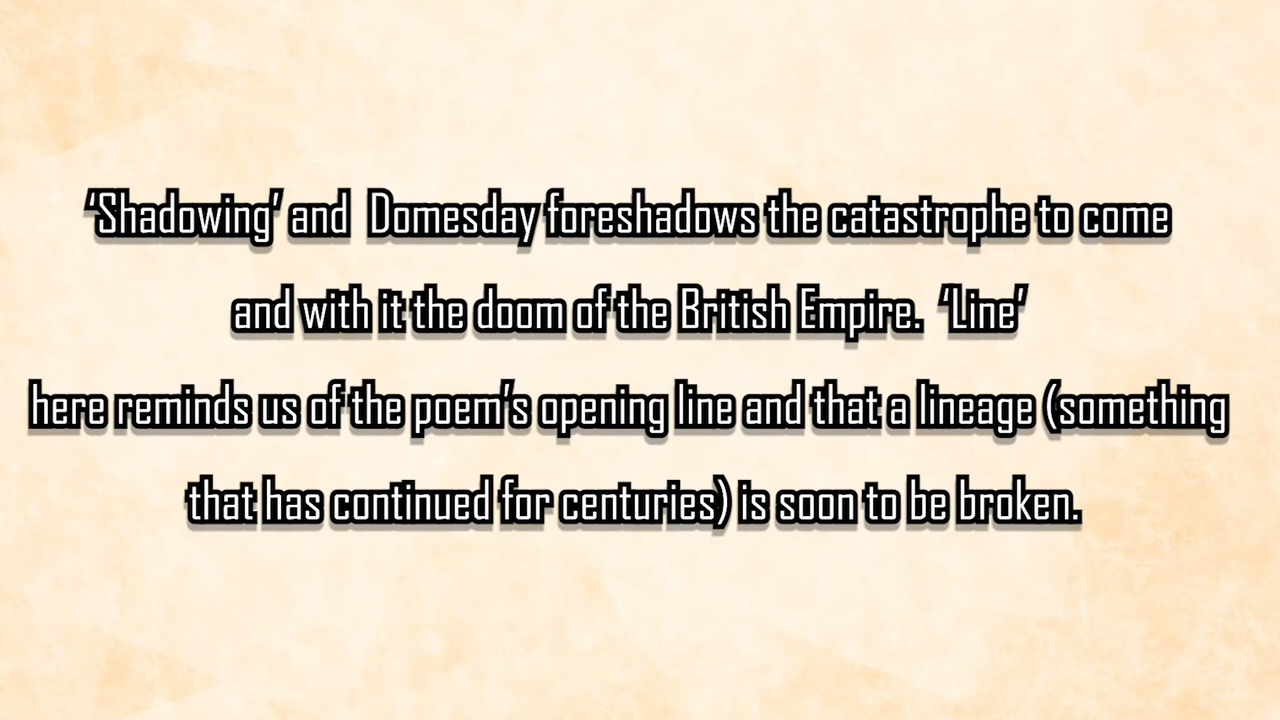 ‘Shadowing’ and  Domesday foreshadows the catastrophe to come
and with it the doom of the British Empire.  ‘Line’
here reminds us of the poem’s opening line and that a lineage (something
that has continued for centuries) is soon to be broken.